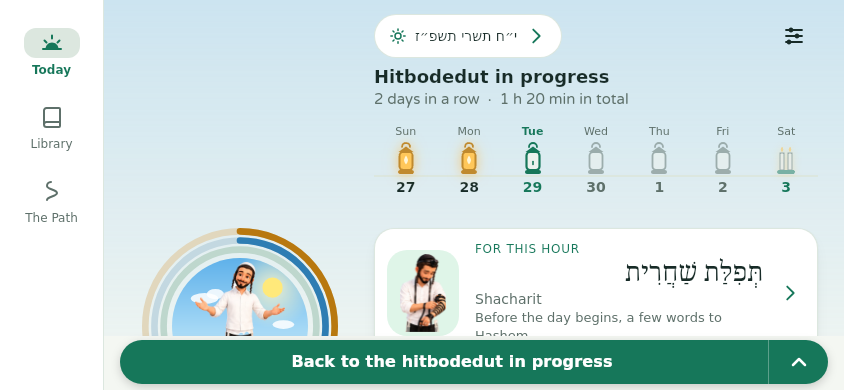 Today
Library
The Path
י״ח תשרי תשפ״ז
Hitbodedut in progress
2 days in a row · 1 h 20 min in total
Sun Mon Tue Wed Thu Fri Sat
27 28 29 30 1 2 3
FOR THIS HOUR
תְּפִלַּת שַׁחֲרִית
Shacharit
Before the day begins, a few words to
Hashem
Back to the hitbodedut in progress